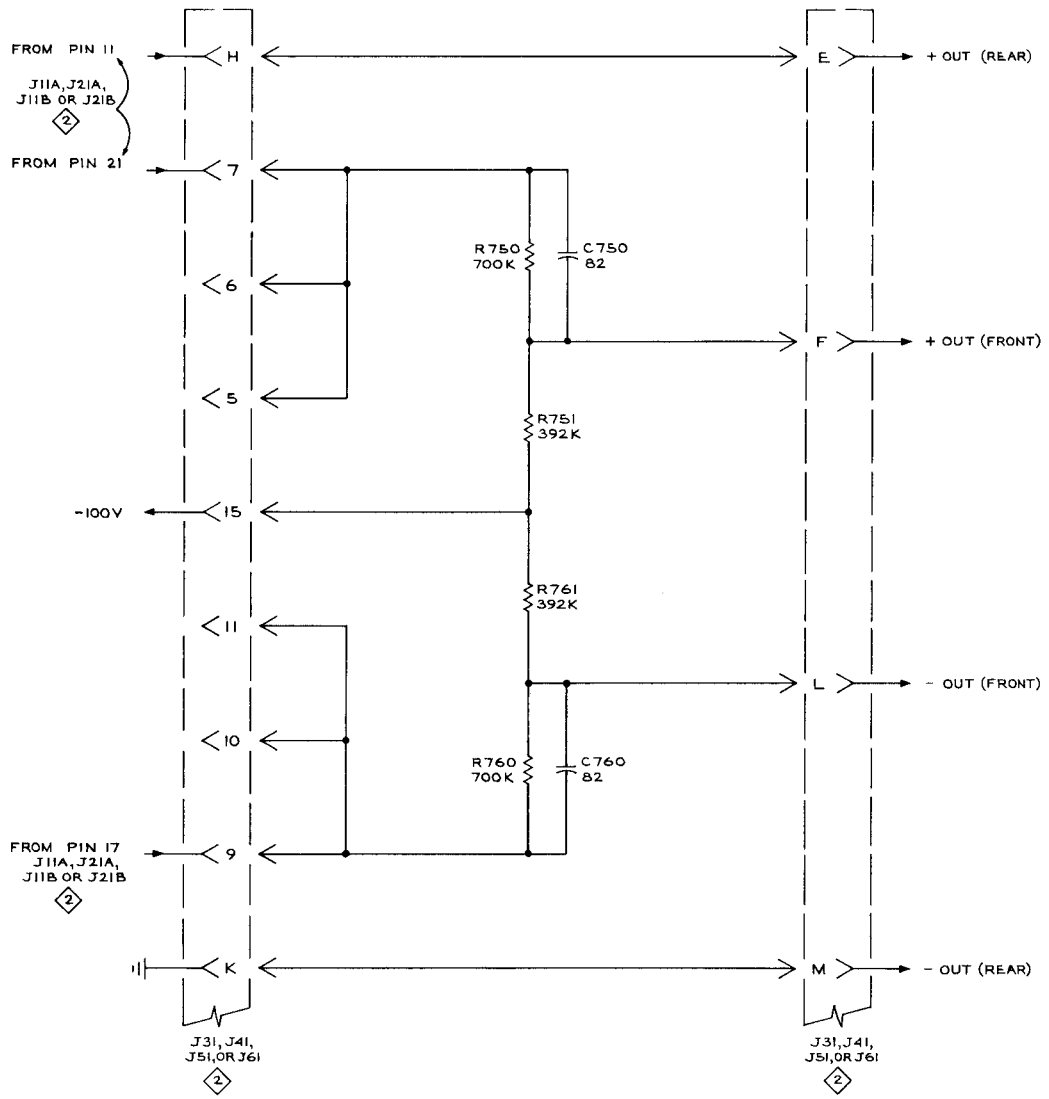 FROM PIN 11
H
E
+ OUT (REAR)
J11A, J21A,
J11B OR J21B
2
FROM PIN 21
7
R750
700K
C750
82
6
F
+ OUT (FRONT)
5
R751
392K
-100V
15
R761
392K
11
L
- OUT (FRONT)
10
R760
700K
C760
82
FROM PIN 17
J11A, J21A,
J11B OR J21B
2
9
K
M
- OUT (REAR)
J31, J41,
J51, OR J61
2
J31, J41,
J51, OR J61
2